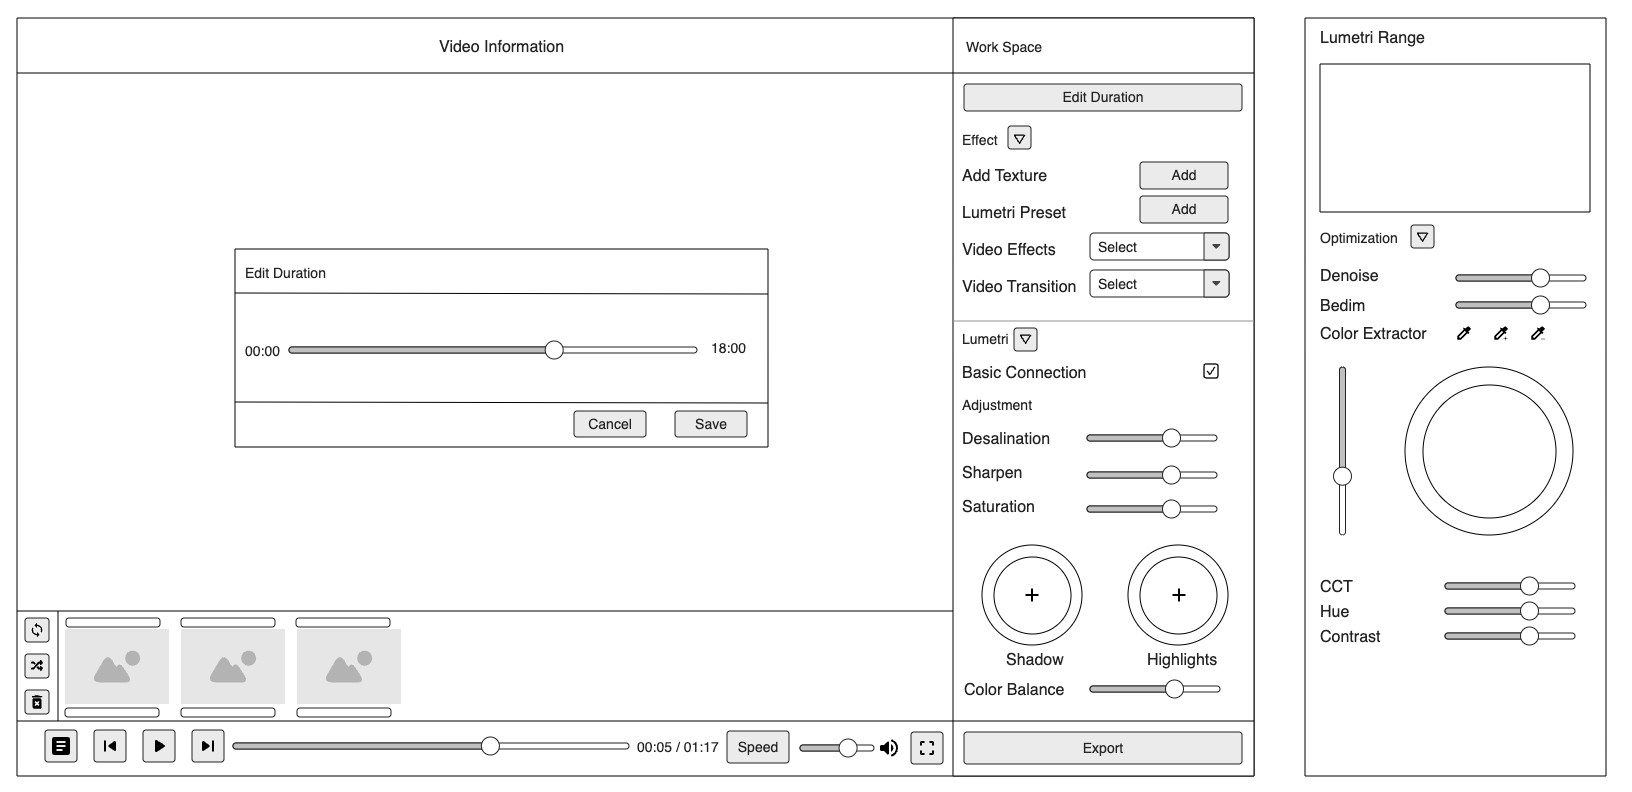 Video Information
Edit Duration
00:00
18:00
Cancel
Save
00:05 / 01:17
Speed
Work Space
Edit Duration
Effect
Add Texture
Add
Lumetri Preset
Add
Video Effects
Select
Video Transition
Select
Lumetri
Basic Connection
Adjustment
Desalination
Sharpen
Saturation
Shadow
Highlights
Color Balance
Export
Lumetri Range
Optimization
Denoise
Bedim
Color Extractor
CCT
Hue
Contrast